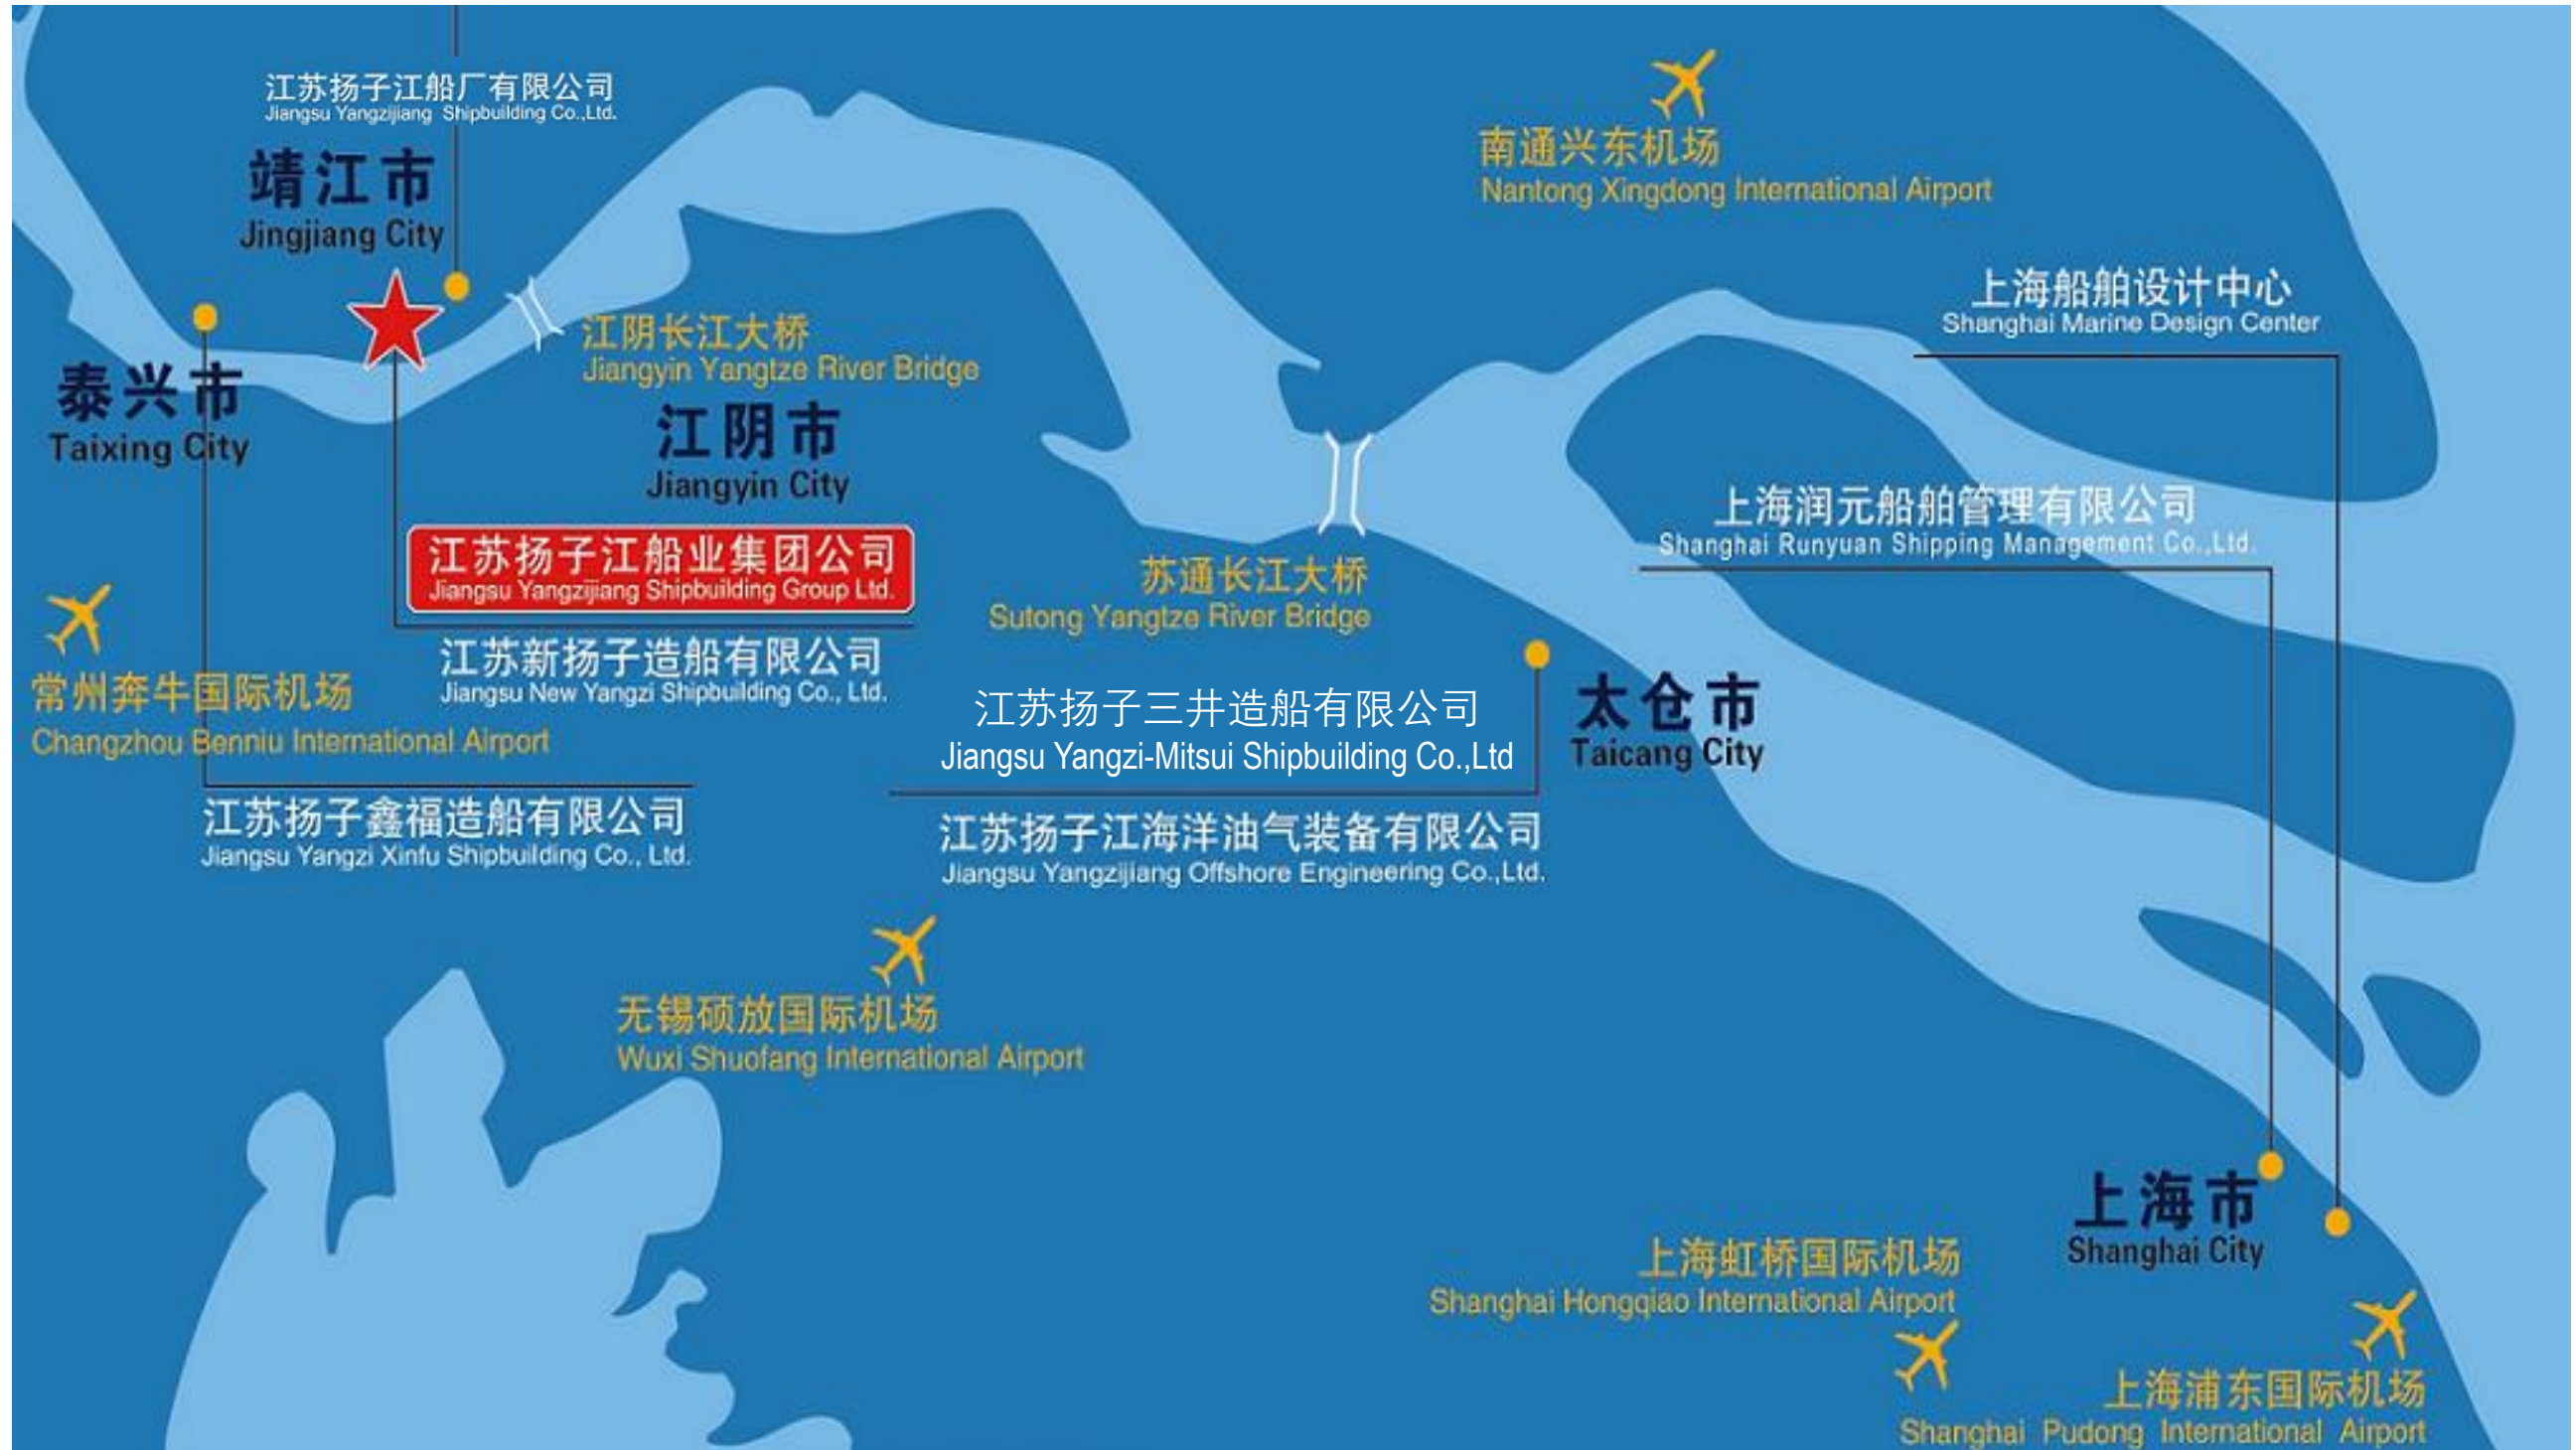 江苏扬子江船厂有限公司
Jiangsu Yangzijiang Shipbuilding Co.,Ltd.
靖江市
Jingjiang City
南通兴东机场
Nantong Xingdong International Airport
上海船舶设计中心
Shanghai Marine Design Center
江阴长江大桥
Jiangyin Yangtze River Bridge
泰兴市
Taixing City
江阴市
Jiangyin City
上海润元船舶管理有限公司
Shanghai Runyuan Shipping Management Co.,Ltd.
江苏扬子江船业集团公司
Jiangsu Yangzijiang Shipbuilding Group Ltd.
苏通长江大桥
Sutong Yangtze River Bridge
江苏新扬子造船有限公司
Jiangsu New Yangzi Shipbuilding Co., Ltd.
常州奔牛国际机场
Changzhou Benniu International Airport
江苏扬子三井造船有限公司
Jiangsu Yangzi-Mitsui Shipbuilding Co.,Ltd
太仓市
Taicang City
江苏扬子鑫福造船有限公司
Jiangsu Yangzi Xinfu Shipbuilding Co., Ltd.
江苏扬子江海洋油气装备有限公司
Jiangsu Yangzijiang Offshore Engineering Co.,Ltd.
无锡硕放国际机场
Wuxi Shuofang International Airport
上海市
Shanghai City
上海虹桥国际机场
Shanghai Hongqiao International Airport
上海浦东国际机场
Shanghai Pudong International Airport